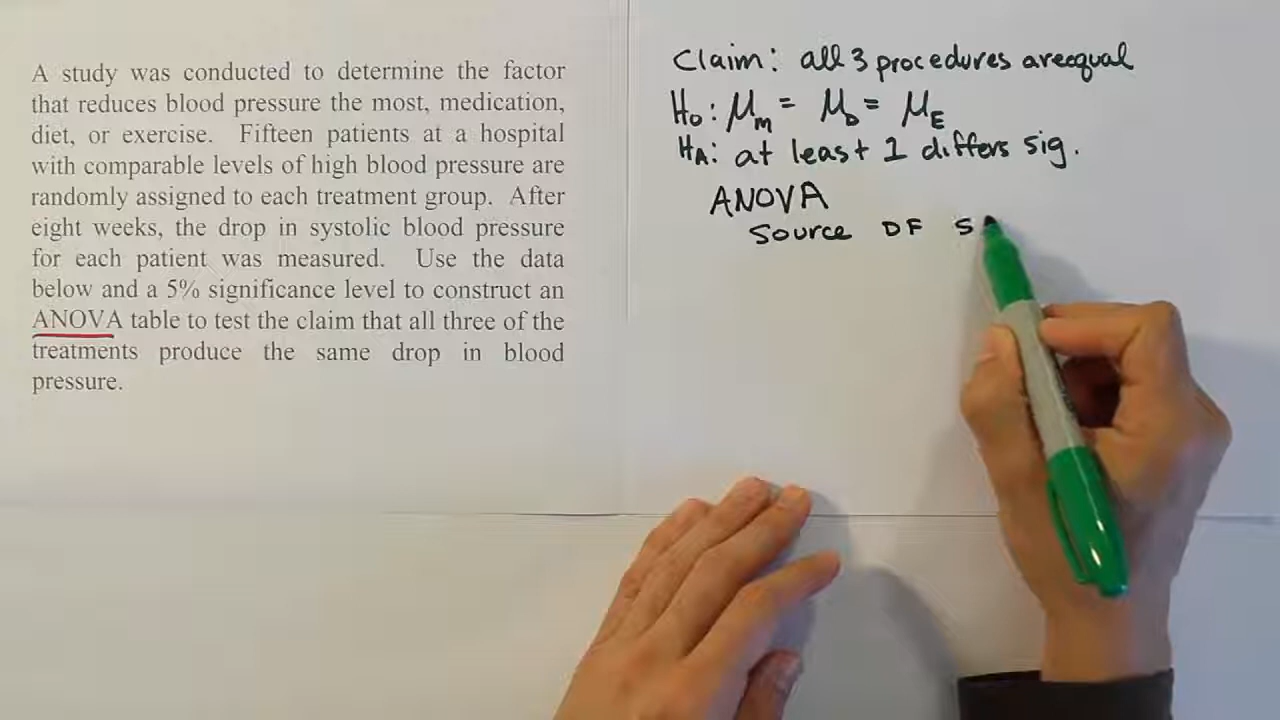 A study was conducted to determine the factor
that reduces blood pressure the most, medication,
diet, or exercise. Fifteen patients at a hospital
with comparable levels of high blood pressure are
randomly assigned to each treatment group. After
eight weeks, the drop in systolic blood pressure
for each patient was measured. Use the data
below and a 5% significance level to construct an
ANOVA table to test the claim that all three of the
treatments produce the same drop in blood
pressure.
Claim: all 3 procedures are equal
H₀: μm = μD = μE
HA: at least 1 differs sig.
ANOVA
Source DF S